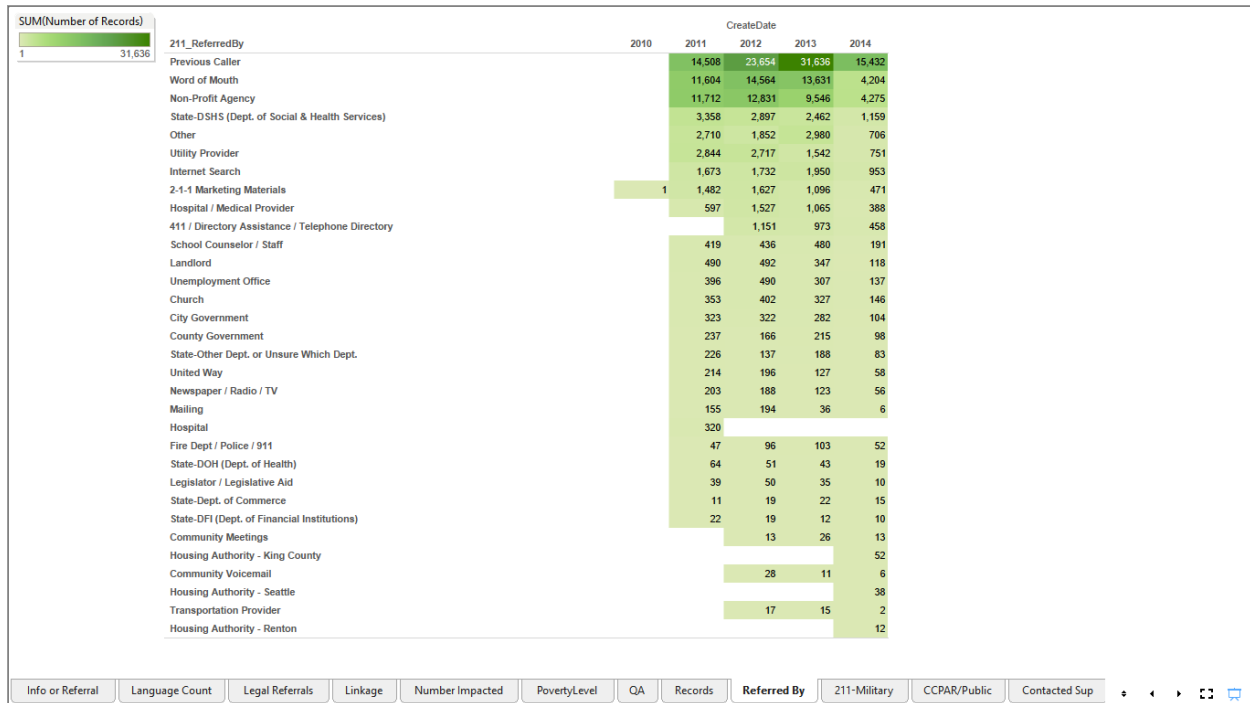 SUM(Number of Records)
1 31,636
CreateDate
211_ReferredBy 2010 2011 2012 2013 2014
Previous Caller 14,508 23,654 31,636 15,432
Word of Mouth 11,604 14,564 13,631 4,204
Non-Profit Agency 11,712 12,831 9,546 4,275
State-DSHS (Dept. of Social & Health Services) 3,358 2,897 2,462 1,159
Other 2,710 1,852 2,980 706
Utility Provider 2,844 2,717 1,542 751
Internet Search 1,673 1,732 1,950 953
2-1-1 Marketing Materials 1 1,482 1,627 1,096 471
Hospital / Medical Provider 597 1,527 1,065 388
411 / Directory Assistance / Telephone Directory 1,151 973 458
School Counselor / Staff 419 436 480 191
Landlord 490 492 347 118
Unemployment Office 396 490 307 137
Church 353 402 327 146
City Government 323 322 282 104
County Government 237 166 215 98
State-Other Dept. or Unsure Which Dept. 226 137 188 83
United Way 214 196 127 58
Newspaper / Radio / TV 203 188 123 56
Mailing 155 194 36 6
Hospital 320
Fire Dept / Police / 911 47 96 103 52
State-DOH (Dept. of Health) 64 51 43 19
Legislator / Legislative Aid 39 50 35 10
State-Dept. of Commerce 11 19 22 15
State-DFI (Dept. of Financial Institutions) 22 19 12 10
Community Meetings 13 26 13
Housing Authority - King County 52
Community Voicemail 28 11 6
Housing Authority - Seattle 38
Transportation Provider 17 15 2
Housing Authority - Renton 12
Info or Referral Language Count Legal Referrals Linkage Number Impacted PovertyLevel QA Records Referred By 211-Military CCPAR/Public Contacted Sup